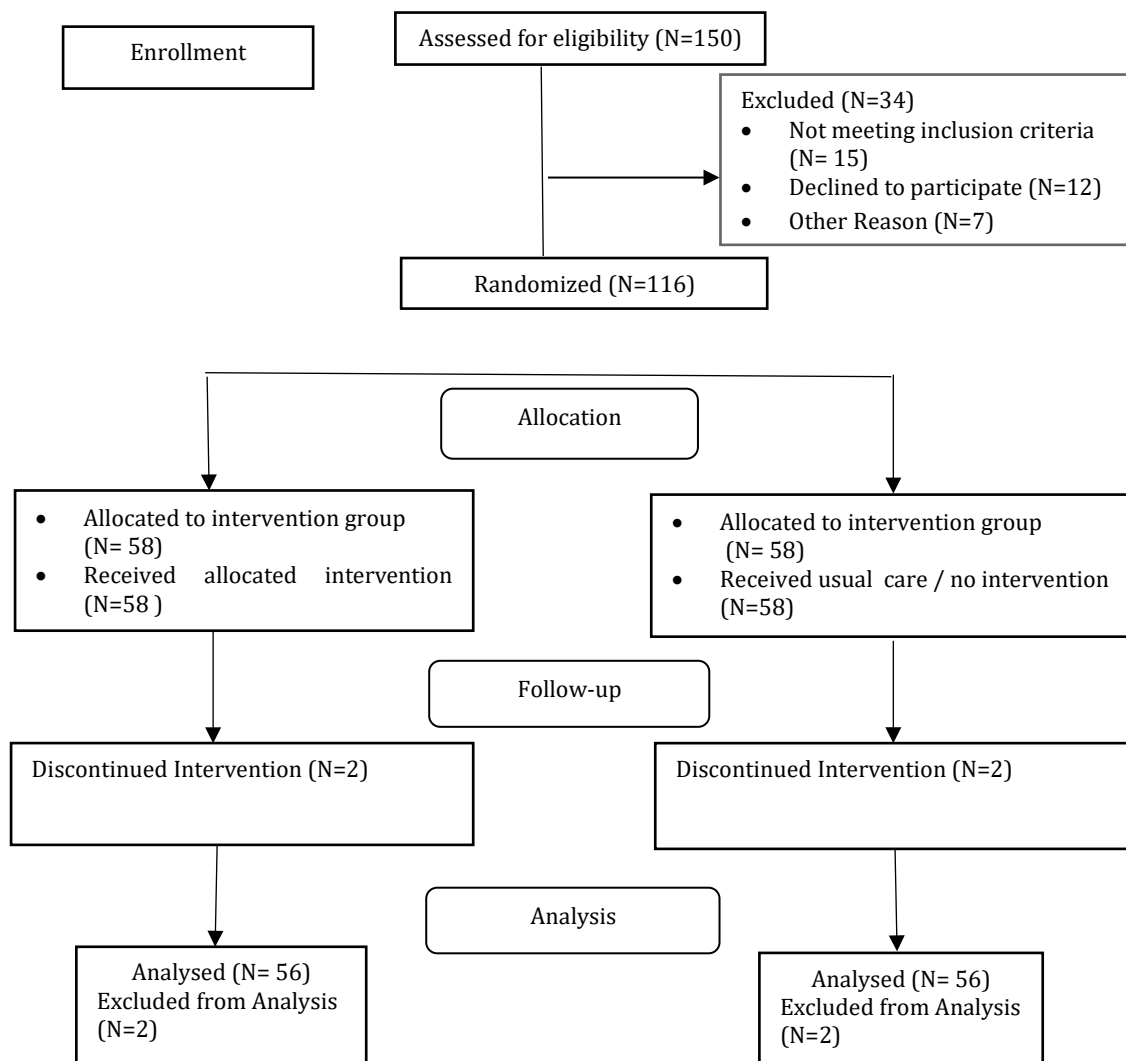 Enrollment
Assessed for eligibility (N=150)
Excluded (N=34)
• Not meeting inclusion criteria
(N= 15)
• Declined to participate (N=12)
• Other Reason (N=7)
Randomized (N=116)
Allocation
• Allocated to intervention group
(N= 58)
• Received allocated intervention
(N=58 )
• Allocated to intervention group
(N= 58)
• Received usual care / no intervention
(N=58)
Follow-up
Discontinued Intervention (N=2)
Discontinued Intervention (N=2)
Analysis
Analysed (N= 56)
Excluded from Analysis
(N=2)
Analysed (N= 56)
Excluded from Analysis
(N=2)